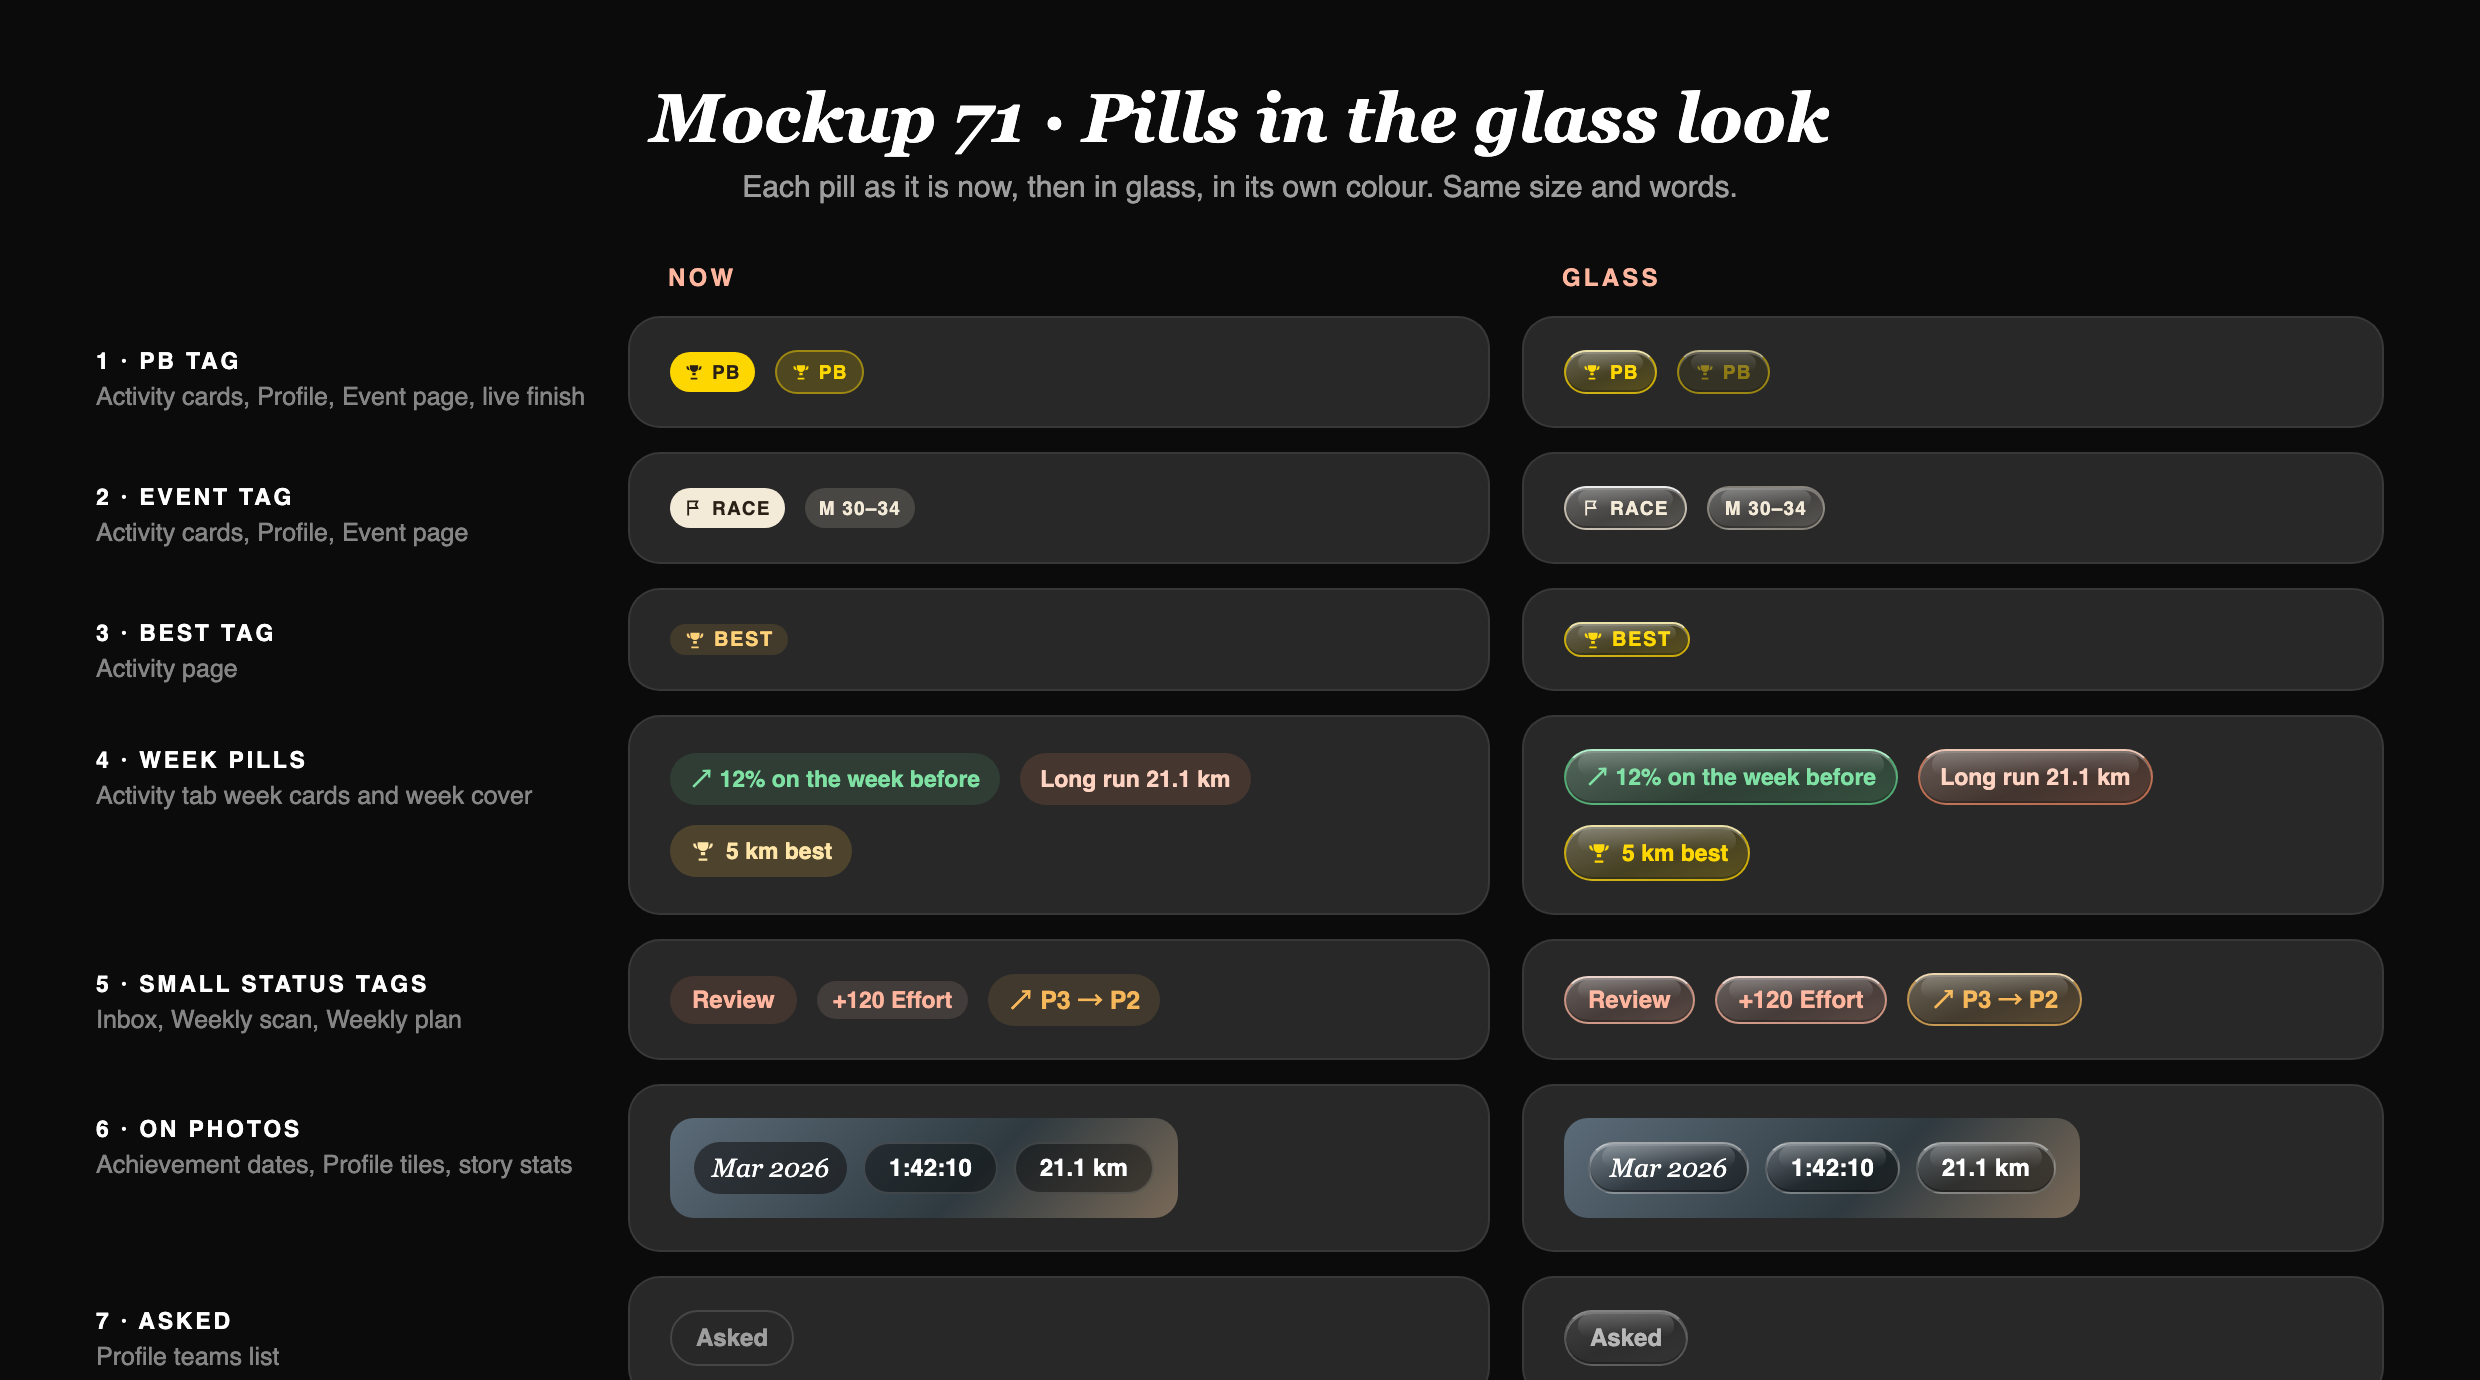 Mockup 71 · Pills in the glass look
Each pill as it is now, then in glass, in its own colour. Same size and words.
NOW
GLASS
1 · PB TAG
Activity cards, Profile, Event page, live finish
PB
PB
PB
PB
2 · EVENT TAG
Activity cards, Profile, Event page
RACE
M 30–34
RACE
M 30–34
3 · BEST TAG
Activity page
BEST
BEST
4 · WEEK PILLS
Activity tab week cards and week cover
↗ 12% on the week before
Long run 21.1 km
5 km best
↗ 12% on the week before
Long run 21.1 km
5 km best
5 · SMALL STATUS TAGS
Inbox, Weekly scan, Weekly plan
Review
+120 Effort
↗ P3 → P2
Review
+120 Effort
↗ P3 → P2
6 · ON PHOTOS
Achievement dates, Profile tiles, story stats
Mar 2026
1:42:10
21.1 km
Mar 2026
1:42:10
21.1 km
7 · ASKED
Profile teams list
Asked
Asked